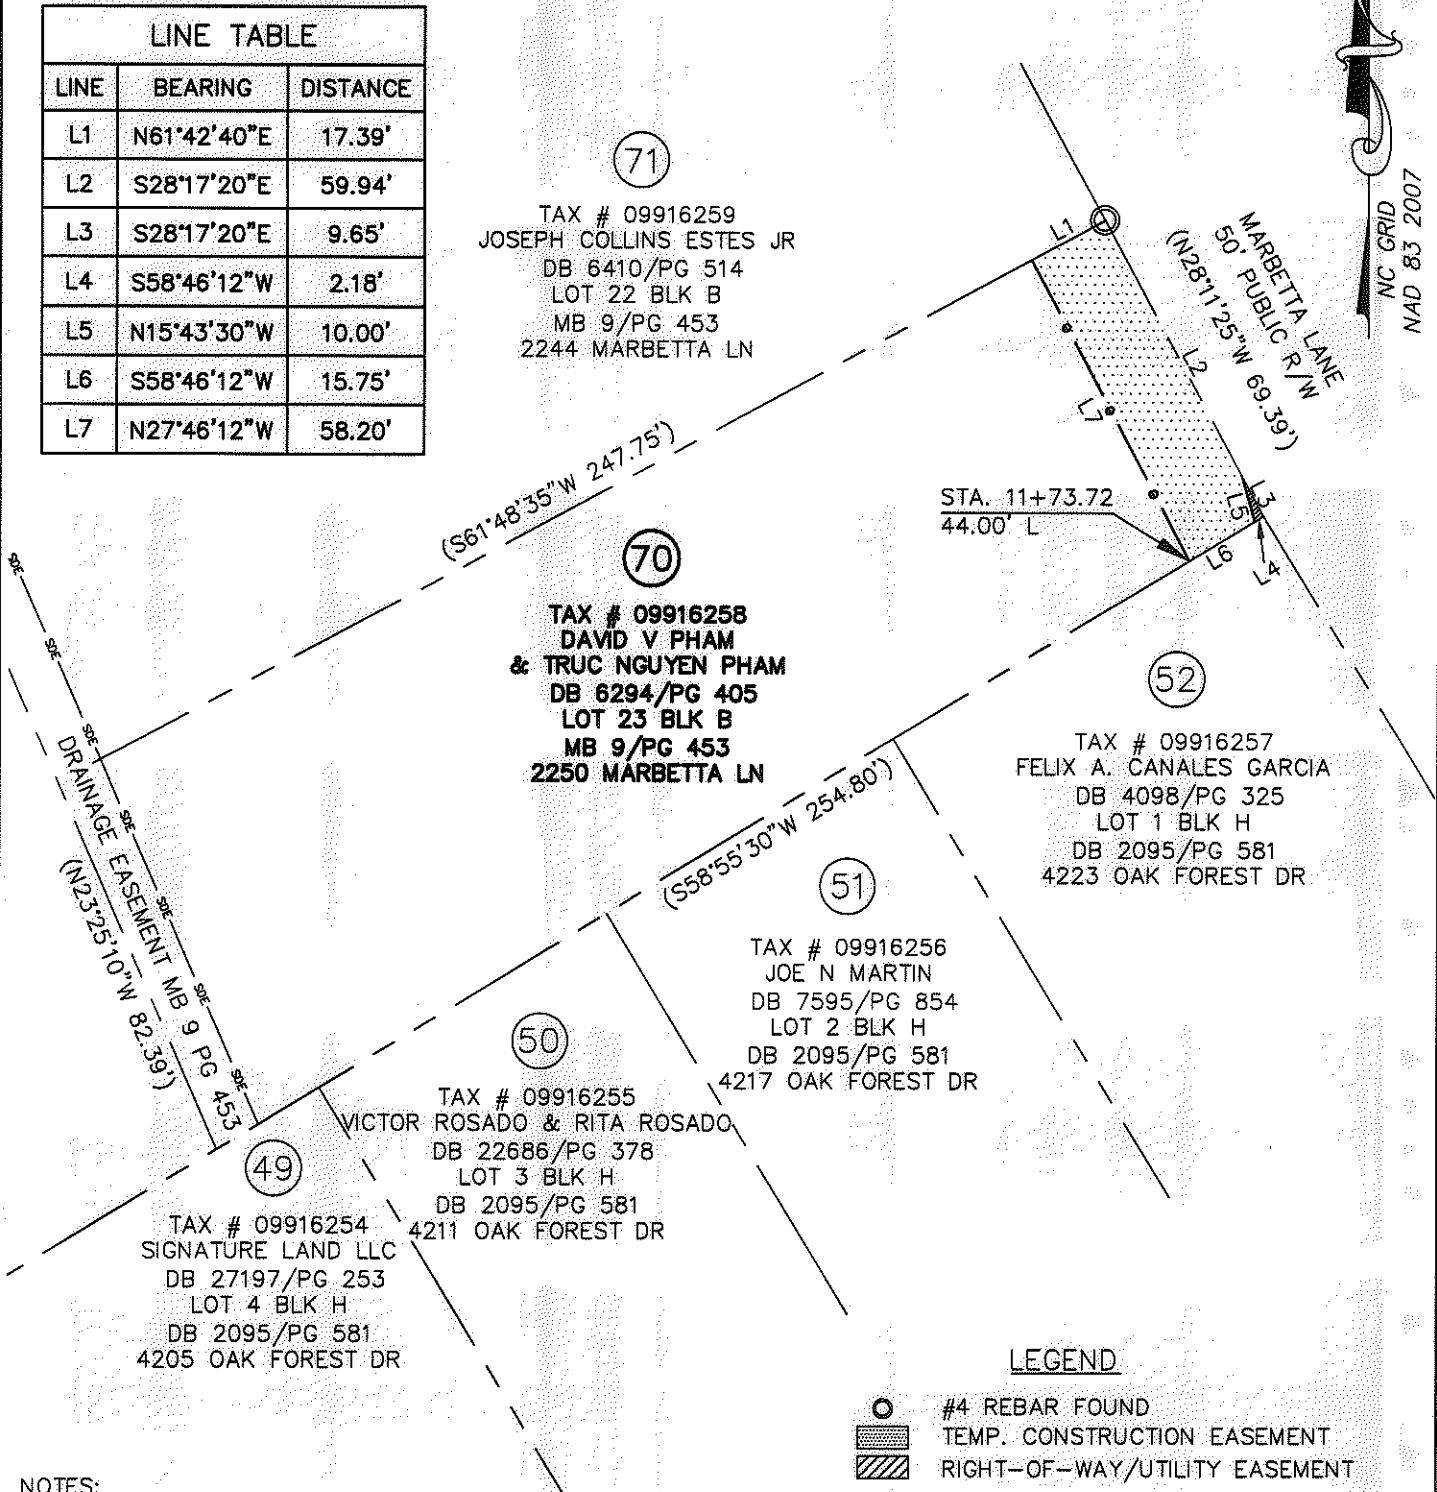 LINE TABLE
LINE BEARING DISTANCE
L1 N61°42'40"E 17.39'
L2 S28°17'20"E 59.94'
L3 S28°17'20"E 9.65'
L4 S58°46'12"W 2.18'
L5 N15°43'30"W 10.00'
L6 S58°46'12"W 15.75'
L7 N27°46'12"W 58.20'
NC GRID
NAD 83 2007
71
TAX # 09916259
JOSEPH COLLINS ESTES JR
DB 6410/PG 514
LOT 22 BLK B
MB 9/PG 453
2244 MARBETTA LN
L1
MARBETTA LANE
50' PUBLIC R/W
(N28°11'25"W 69.39')
L2
L7
L3
L5
L6
L4
STA. 11+73.72
44.00' L
(S61°48'35"W 247.75')
70
TAX # 09916258
DAVID V PHAM
& TRUC NGUYEN PHAM
DB 6294/PG 405
LOT 23 BLK B
MB 9/PG 453
2250 MARBETTA LN
SDE
SDE
SDE
SDE
SDE
SDE
SDE
DRAINAGE EASEMENT MB 9 PG 453
(N23°25'10"W 82.39')
(S58°55'30"W 254.80')
52
TAX # 09916257
FELIX A. CANALES GARCIA
DB 4098/PG 325
LOT 1 BLK H
DB 2095/PG 581
4223 OAK FOREST DR
51
TAX # 09916256
JOE N MARTIN
DB 7595/PG 854
LOT 2 BLK H
DB 2095/PG 581
4217 OAK FOREST DR
50
TAX # 09916255
VICTOR ROSADO & RITA ROSADO
DB 22686/PG 378
LOT 3 BLK H
DB 2095/PG 581
4211 OAK FOREST DR
49
TAX # 09916254
SIGNATURE LAND LLC
DB 27197/PG 253
LOT 4 BLK H
DB 2095/PG 581
4205 OAK FOREST DR
LEGEND
#4 REBAR FOUND
TEMP. CONSTRUCTION EASEMENT
RIGHT-OF-WAY/UTILITY EASEMENT
NOTES: